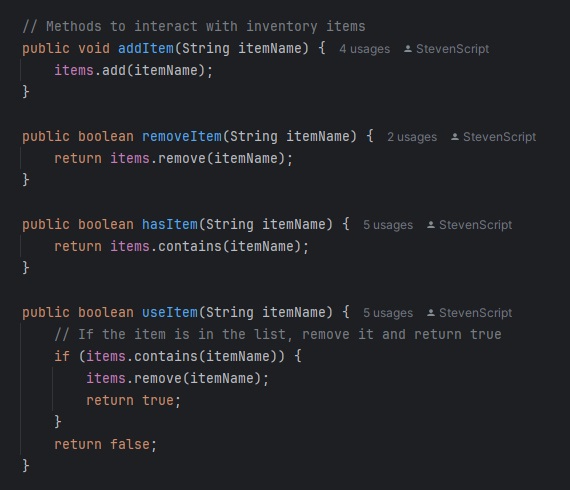 // Methods to interact with inventory items
public void addItem(String itemName) { 4 usages StevenScript
items.add(itemName);
}
public boolean removeItem(String itemName) { 2 usages StevenScript
return items.remove(itemName);
}
public boolean hasItem(String itemName) { 5 usages StevenScript
return items.contains(itemName);
}
public boolean useItem(String itemName) { 5 usages StevenScript
// If the item is in the list, remove it and return true
if (items.contains(itemName)) {
items.remove(itemName);
return true;
}
return false;
}